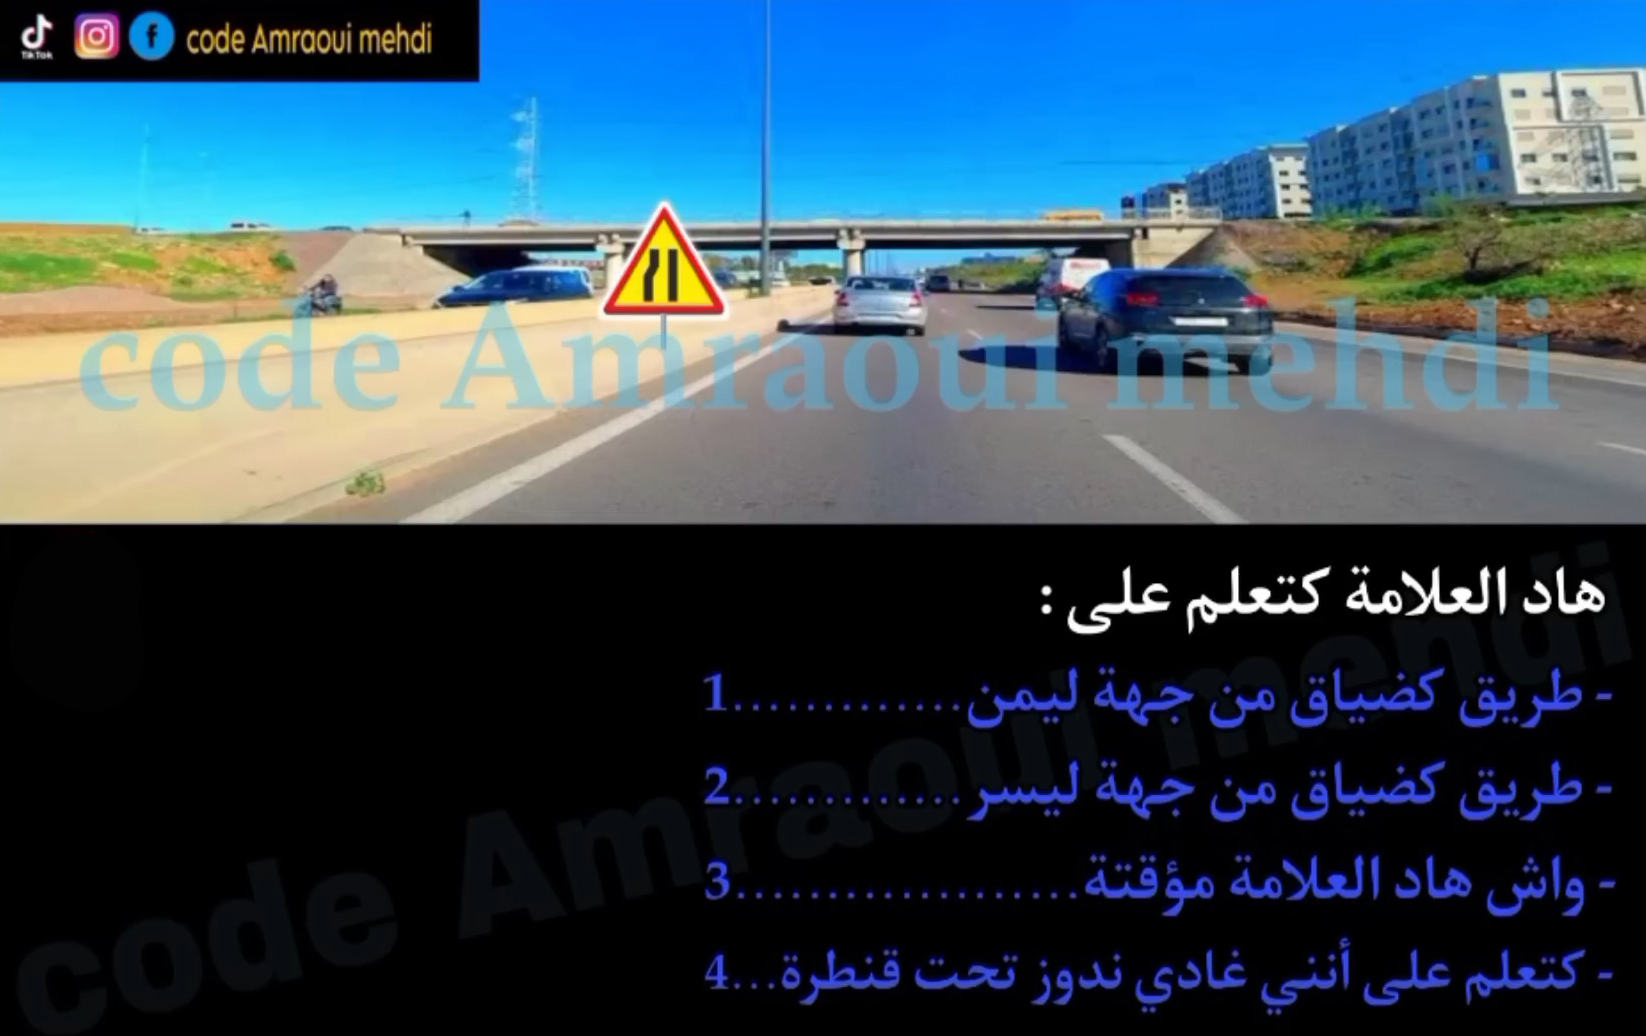 TikTok
code Amraoui mehdi
code Amraoui mehdi
هاد العلامة كتعلم على :
- طريق كضياق من جهة ليمن.............1
- طريق كضياق من جهة ليسر.............2
- واش هاد العلامة مؤقتة...................3
- كتعلم على أنني غادي ندوز تحت قنطرة...4
code Amraoui mehdi